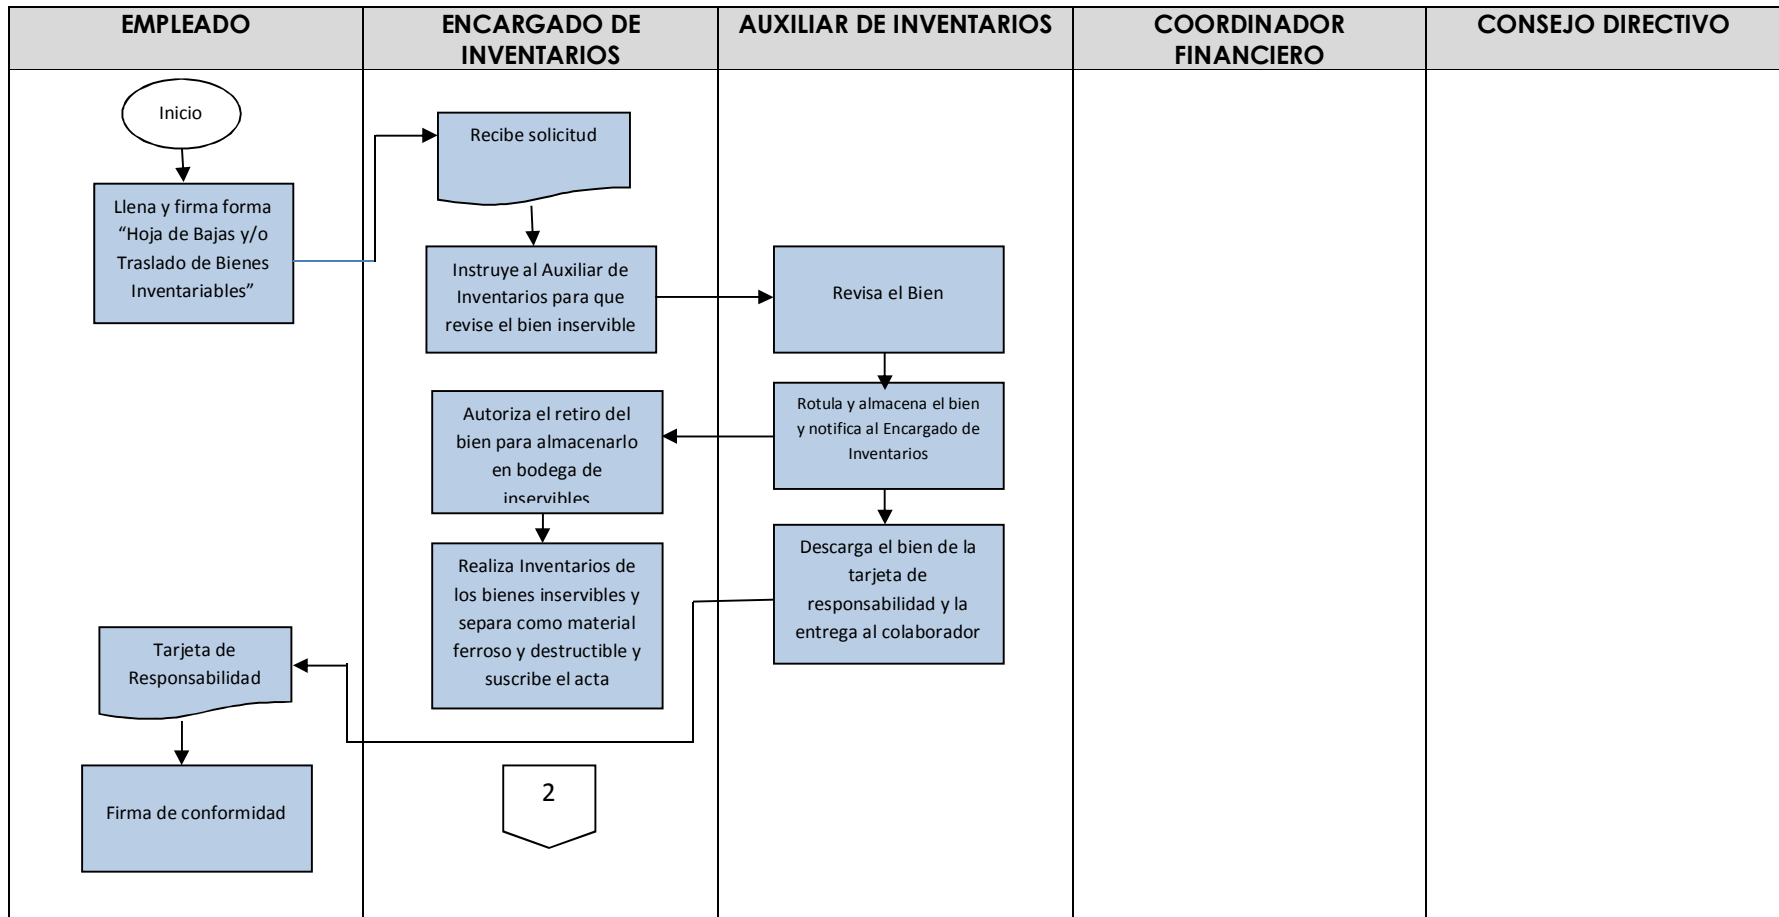 EMPLEADO
ENCARGADO DE
INVENTARIOS
AUXILIAR DE INVENTARIOS
COORDINADOR
FINANCIERO
CONSEJO DIRECTIVO
Inicio
Llena y firma forma
“Hoja de Bajas y/o
Traslado de Bienes
Inventariables”
Recibe solicitud
Instruye al Auxiliar de
Inventarios para que
revise el bien inservible
Revisa el Bien
Rotula y almacena el bien
y notifica al Encargado de
Inventarios
Autoriza el retiro del
bien para almacenarlo
en bodega de
inservibles
Realiza Inventarios de
los bienes inservibles y
separa como material
ferroso y destructible y
suscribe el acta
Descarga el bien de la
tarjeta de
responsabilidad y la
entrega al colaborador
Tarjeta de
Responsabilidad
Firma de conformidad
2